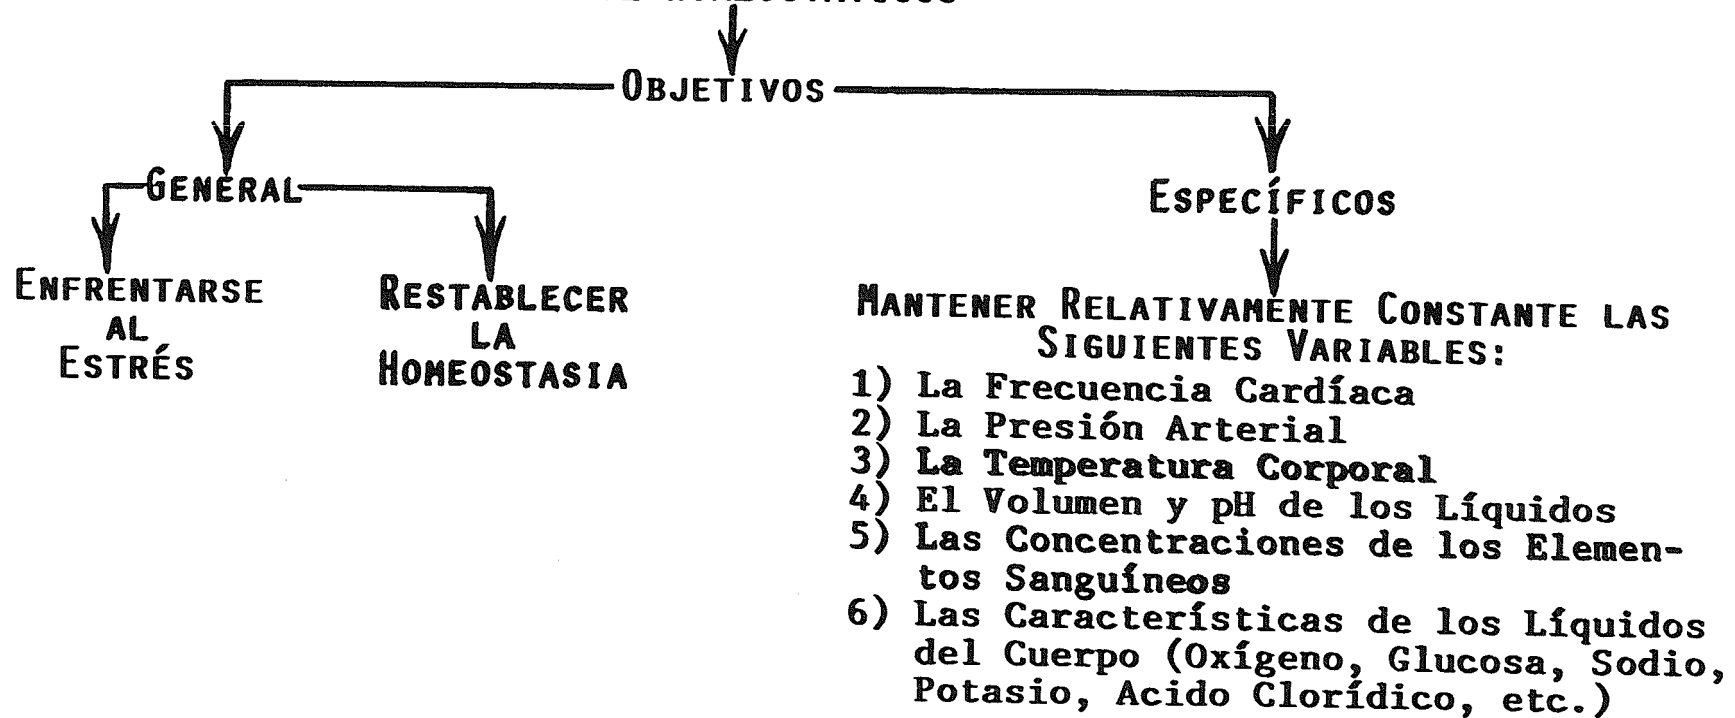 OBJETIVOS
GENERAL
ESPECÍFICOS
ENFRENTARSE
AL
ESTRÉS
RESTABLECER
LA
HOMEOSTASIA
MANTENER RELATIVAMENTE CONSTANTE LAS
SIGUIENTES VARIABLES:
1) La Frecuencia Cardíaca
2) La Presión Arterial
3) La Temperatura Corporal
4) El Volumen y pH de los Líquidos
5) Las Concentraciones de los Elemen-
tos Sanguíneos
6) Las Características de los Líquidos
del Cuerpo (Oxígeno, Glucosa, Sodio,
Potasio, Acido Clorídico, etc.)